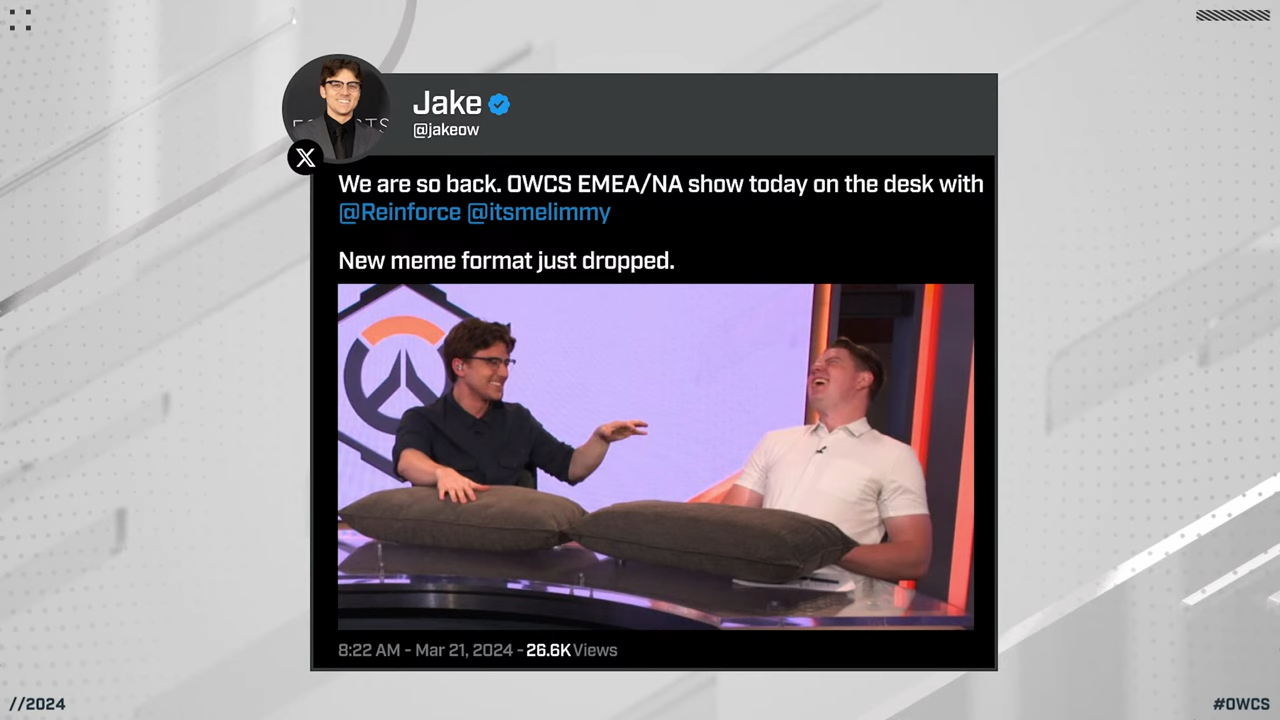 Jake
@jakeow
We are so back. OWCS EMEA/NA show today on the desk with
@Reinforce @itsmelimmy
New meme format just dropped.
8:22 AM - Mar 21, 2024 - 26.6K Views
//2024
#OWCS